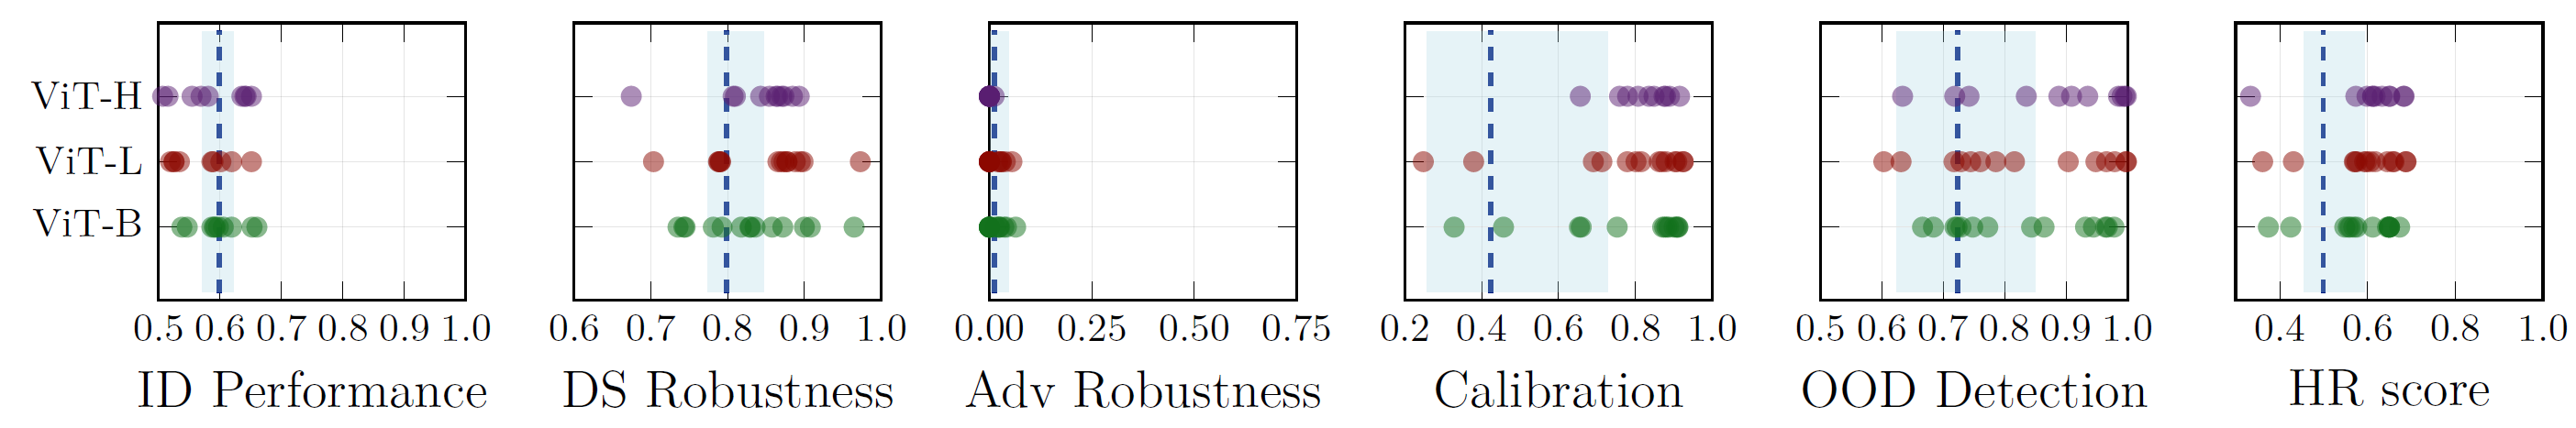 ViT-H
ViT-L
ViT-B
0.5 0.6 0.7 0.8 0.9 1.0
0.6 0.7 0.8 0.9 1.0
0.00 0.25 0.50 0.75
0.2 0.4 0.6 0.8 1.0
0.5 0.6 0.7 0.8 0.9 1.0
0.4 0.6 0.8 1.0
ID Performance
DS Robustness
Adv Robustness
Calibration
OOD Detection
HR score